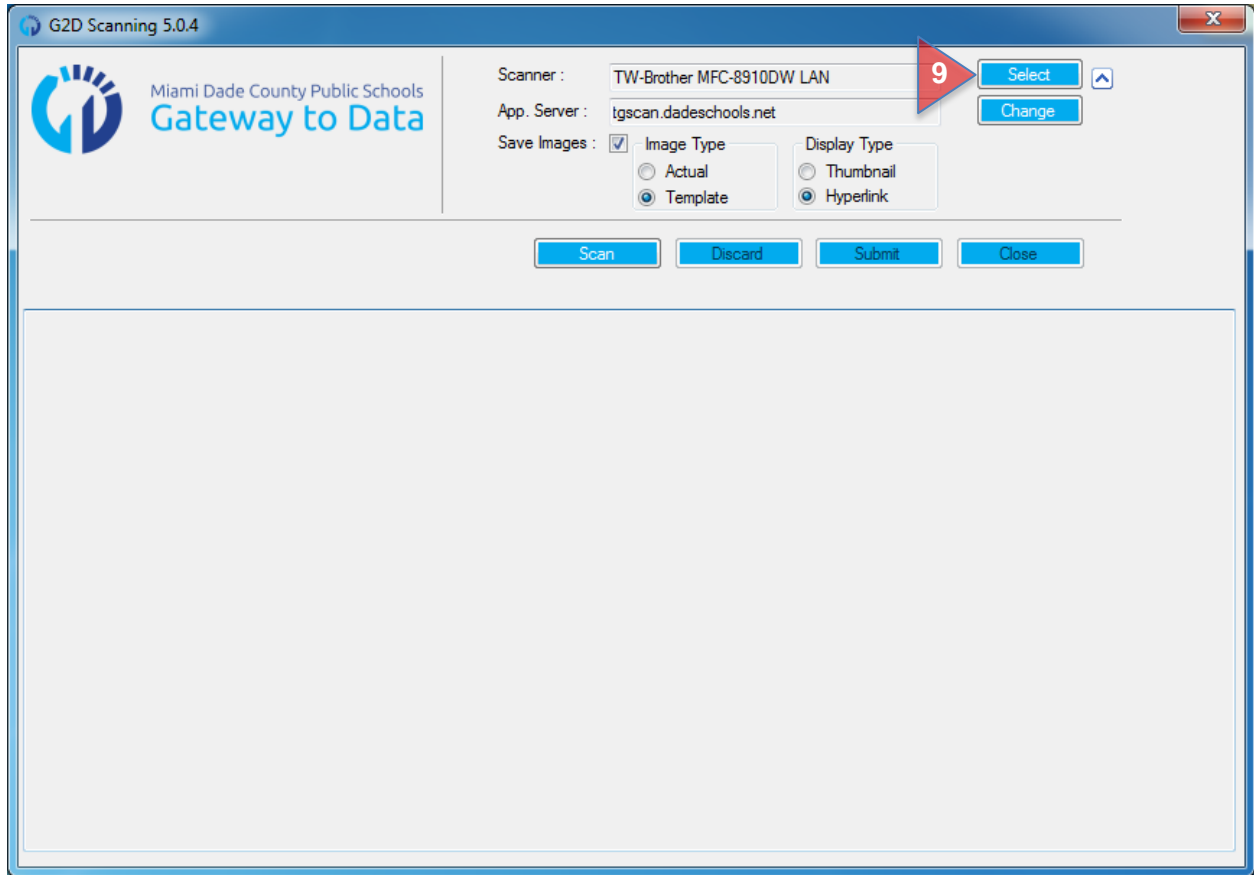 G2D Scanning 5.0.4
Miami Dade County Public Schools
Gateway to Data
Scanner : TW-Brother MFC-8910DW LAN 9 Select
App. Server : tgscan.dadeschools.net Change
Save Images : Image Type Display Type
Actual Thumbnail
Template Hyperlink
Scan Discard Submit Close